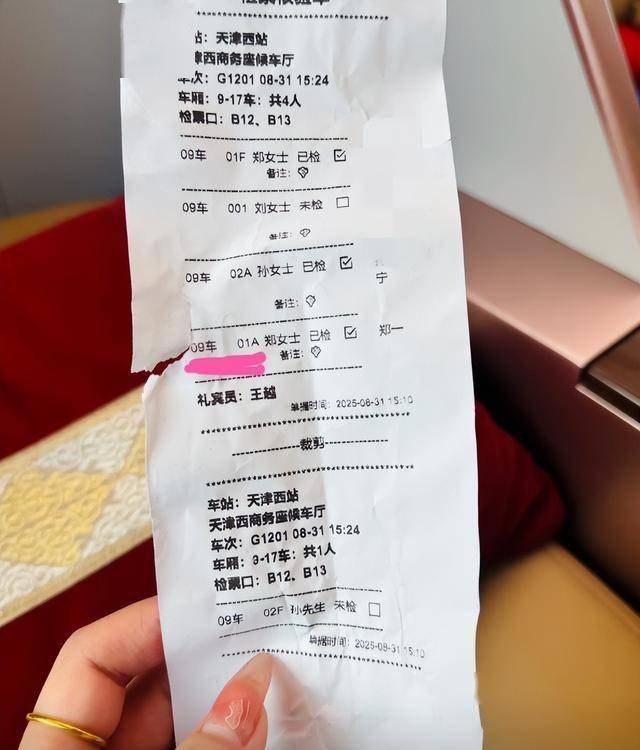 站：天津西站
津西商务座候车厅
车次：G1201 08-31 15:24
车厢：9-17车：共4人
检票口：B12、B13
09车 01F 郑女士 已检 ☑
备注：
09车 001 刘女士 未检 □
备注：
09车 02A 孙女士 已检 ☑
宁
备注：
09车 01A 郑女士 已检 ☑ 郑一
备注：
礼宾员：王越
单据时间：2025-08-31 15:10
裁剪
车站：天津西站
天津西商务座候车厅
车次：G1201 08-31 15:24
车厢：9-17车：共1人
检票口：B12、B13
09车 02F 孙先生 未检 □
单据时间：2025-08-31 15:10